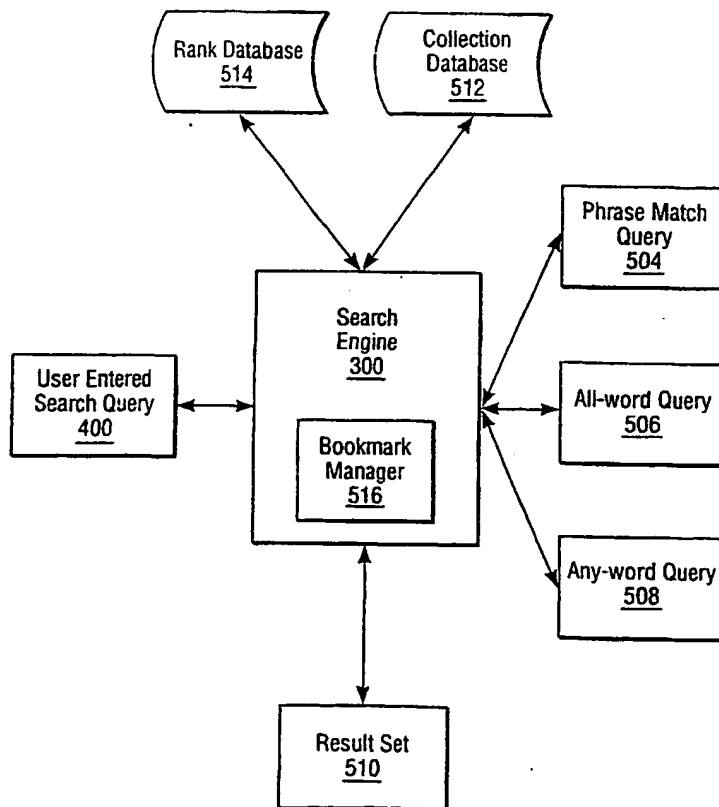 Rank Database
514
Collection
Database
512
Phrase Match
Query
504
Search
Engine
300
User Entered
Search Query
400
All-word Query
506
Bookmark
Manager
516
Any-word Query
508
Result Set
510